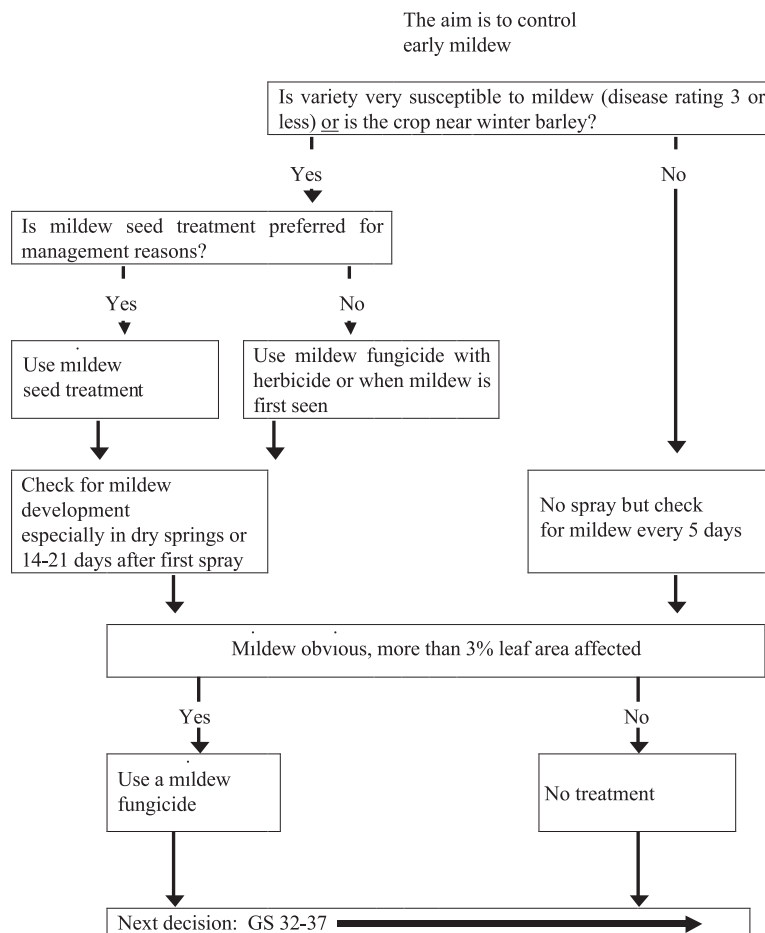 The aim is to control
early mildew
Is variety very susceptible to mildew (disease rating 3 or
less) or is the crop near winter barley?
Yes
No
Is mildew seed treatment preferred for
management reasons?
Yes
No
Use mildew
seed treatment
Use mildew fungicide with
herbicide or when mildew is
first seen
Check for mildew
development
especially in dry springs or
14-21 days after first spray
No spray but check
for mildew every 5 days
Mildew obvious, more than 3% leaf area affected
Yes
No
Use a mildew
fungicide
No treatment
Next decision: GS 32-37